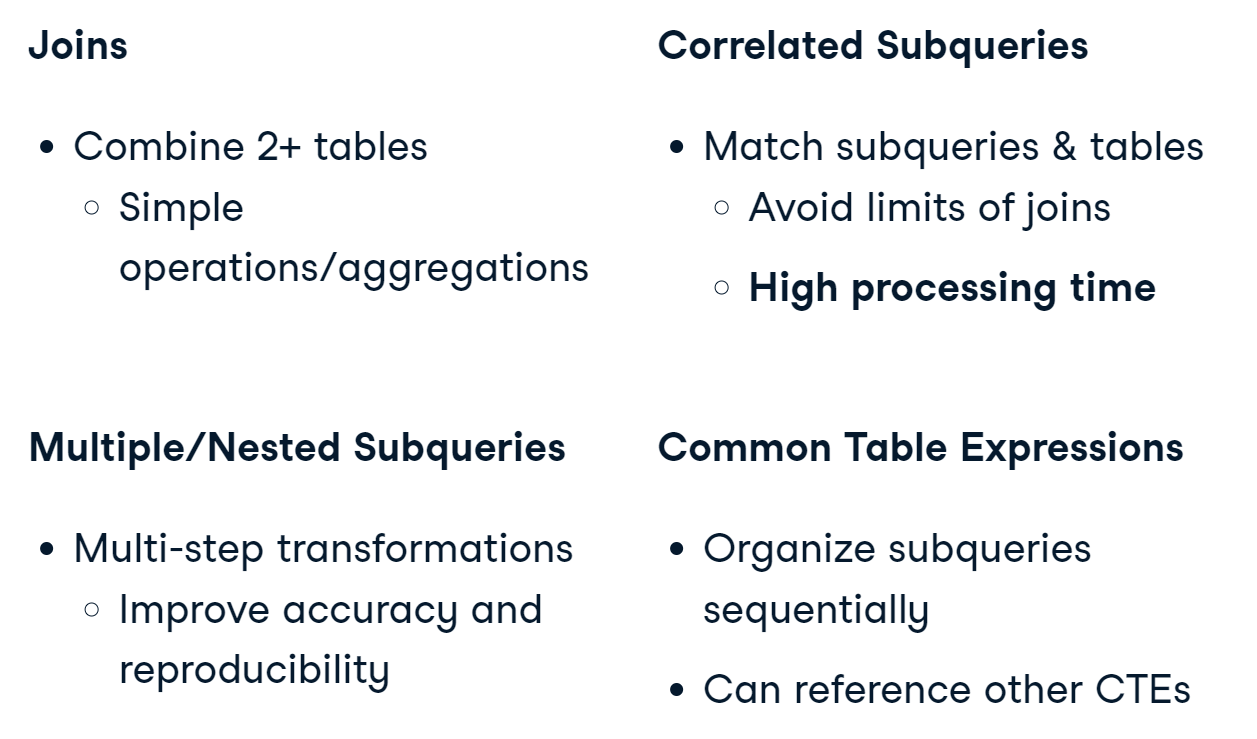 Joins
• Combine 2+ tables
○ Simple
operations/aggregations
Correlated Subqueries
• Match subqueries & tables
○ Avoid limits of joins
○ High processing time
Multiple/Nested Subqueries
• Multi-step transformations
○ Improve accuracy and
reproducibility
Common Table Expressions
• Organize subqueries
sequentially
• Can reference other CTEs